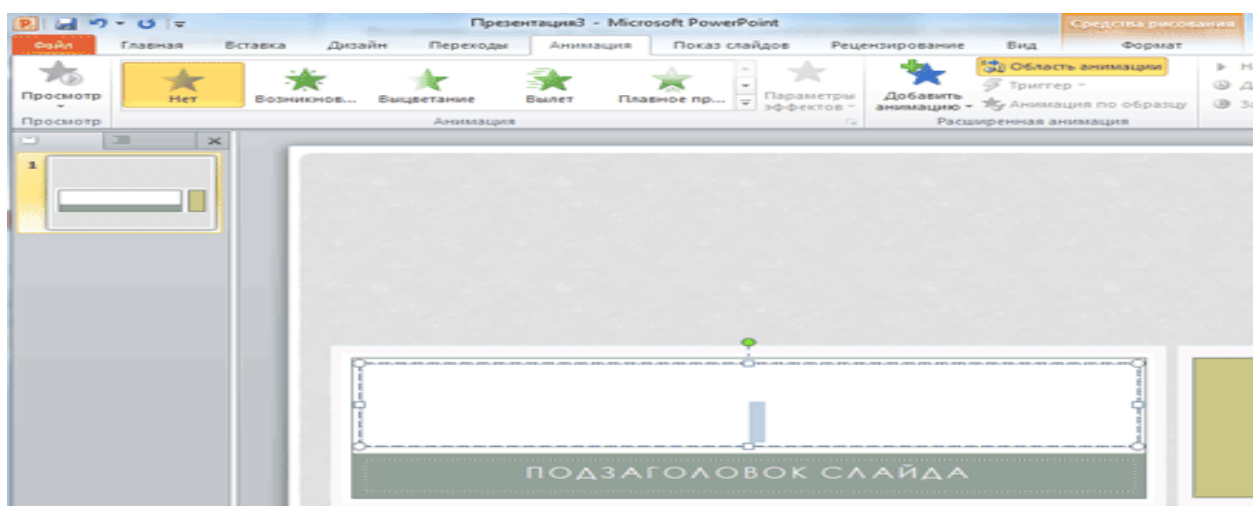 Презентация3 - Microsoft PowerPoint
Средства рисования
Файл Главная Вставка Дизайн Переходы Анимация Показ слайдов Рецензирование Вид Формат
Просмотр Нет Возникнов... Выцветание Вылет Плавное пр... Параметры эффектов Добавить анимацию Область анимации
Триггер
Анимация по образцу
Просмотр Анимация Расширенная анимация
1
ПОДЗАГОЛОВОК СЛАЙДА